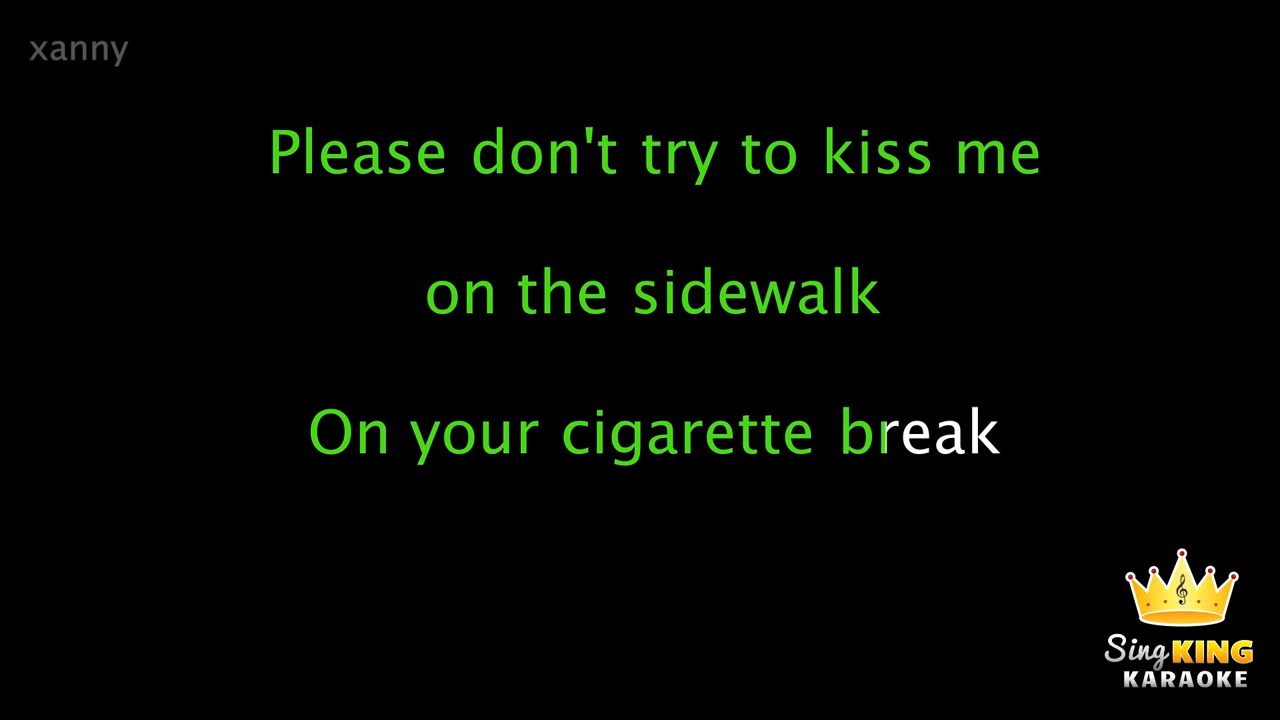 xanny
Please don't try to kiss me
on the sidewalk
On your cigarette break
Sing KING
KARAOKE